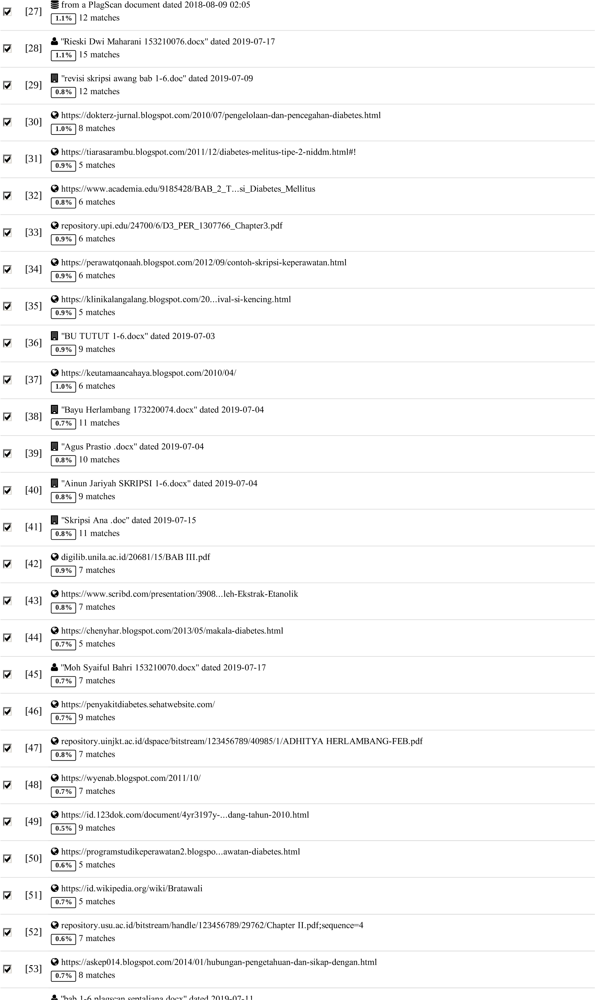 [27] from a PlagScan document dated 2018-08-09 02:05
1.1% 12 matches
[28] "Rieski Dwi Maharani 153210076.docx" dated 2019-07-17
1.1% 15 matches
[29] "revisi skripsi awang bab 1-6.doc" dated 2019-07-09
0.8% 12 matches
[30] https://dokterz-jurnal.blogspot.com/2010/07/pengelolaan-dan-pencegahan-diabetes.html
1.0% 8 matches
[31] https://tiarasarambu.blogspot.com/2011/12/diabetes-melitus-tipe-2-niddm.html#!
0.9% 5 matches
[32] https://www.academia.edu/9185428/BAB_2_T...si_Diabetes_Mellitus
0.8% 6 matches
[33] repository.upi.edu/24700/6/D3_PER_1307766_Chapter3.pdf
0.9% 6 matches
[34] https://perawatqonaah.blogspot.com/2012/09/contoh-skripsi-keperawatan.html
0.9% 6 matches
[35] https://klinikalangalang.blogspot.com/20...ival-si-kencing.html
0.9% 5 matches
[36] "BU TUTUT 1-6.docx" dated 2019-07-03
0.9% 9 matches
[37] https://keutamaancahaya.blogspot.com/2010/04/
1.0% 6 matches
[38] "Bayu Herlambang 173220074.docx" dated 2019-07-04
0.7% 11 matches
[39] "Agus Prastio .docx" dated 2019-07-04
0.8% 10 matches
[40] "Ainun Jariyah SKRIPSI 1-6.docx" dated 2019-07-04
0.8% 9 matches
[41] "Skripsi Ana .doc" dated 2019-07-15
0.8% 11 matches
[42] digilib.unila.ac.id/20681/15/BAB III.pdf
0.9% 7 matches
[43] https://www.scribd.com/presentation/3908...leh-Ekstrak-Etanolik
0.8% 7 matches
[44] https://chenyhar.blogspot.com/2013/05/makala-diabetes.html
0.7% 5 matches
[45] "Moh Syaiful Bahri 153210070.docx" dated 2019-07-17
0.7% 7 matches
[46] https://penyakitdiabetes.sehatwebsite.com/
0.7% 9 matches
[47] repository.uinjkt.ac.id/dspace/bitstream/123456789/40985/1/ADHITYA HERLAMBANG-FEB.pdf
0.8% 7 matches
[48] https://wyenab.blogspot.com/2011/10/
0.7% 7 matches
[49] https://id.123dok.com/document/4yr3197y-...dang-tahun-2010.html
0.5% 9 matches
[50] https://programstudikeperawatan2.blogspo...awatan-diabetes.html
0.6% 5 matches
[51] https://id.wikipedia.org/wiki/Bratawali
0.7% 5 matches
[52] repository.usu.ac.id/bitstream/handle/123456789/29762/Chapter II.pdf;sequence=4
0.6% 7 matches
[53] https://askep014.blogspot.com/2014/01/hubungan-pengetahuan-dan-sikap-dengan.html
0.7% 8 matches
"bab 1-6 plagscan septaliana.docx" dated 2019-07-11